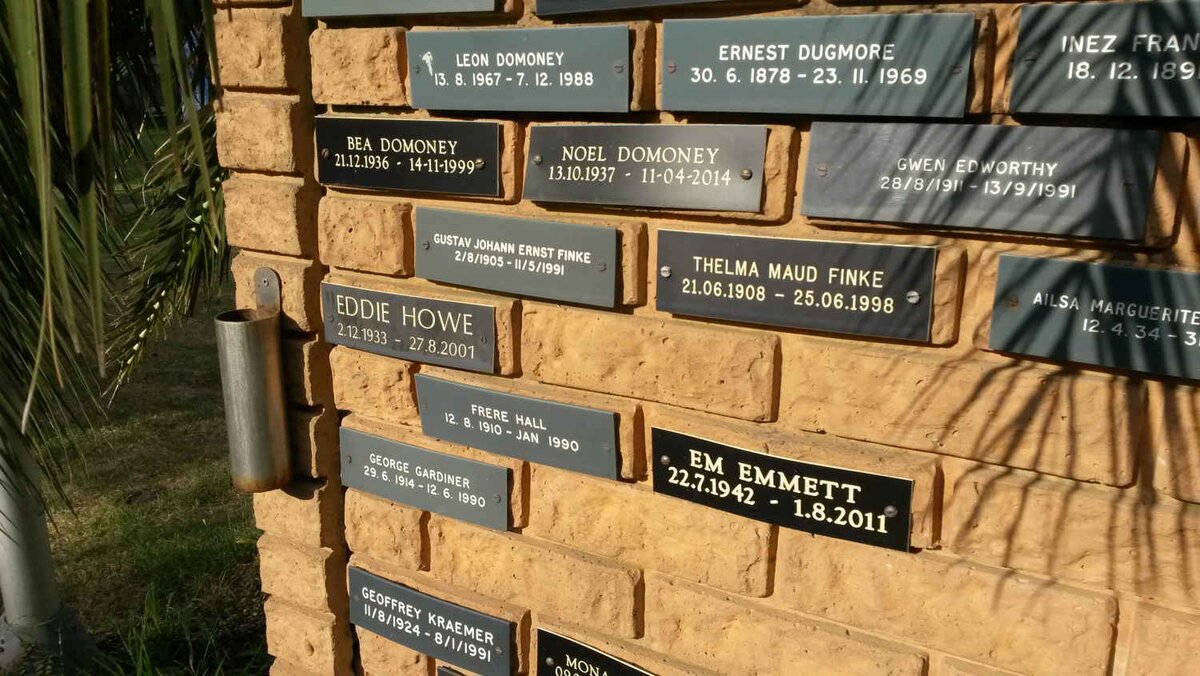 LEON DOMONEY
13. 8. 1967 - 7. 12. 1988
ERNEST DUGMORE
30. 6. 1878 - 23. 11. 1969
INEZ FRAN
18. 12. 189
BEA DOMONEY
21.12.1936 - 14-11-1999
NOEL DOMONEY
13.10.1937 - 11-04-2014
GWEN EDWORTHY
28/8/1911 - 13/9/1991
GUSTAV JOHANN ERNST FINKE
2/8/1905 - 11/5/1991
THELMA MAUD FINKE
21.06.1908 - 25.06.1998
AILSA MARGUERITE
12. 4. 34 - 3
EDDIE HOWE
2.12.1933 - 27.8.2001
FRERE HALL
12. 8. 1910 - JAN 1990
GEORGE GARDINER
29. 6. 1914 - 12. 6. 1990
EM EMMETT
22.7.1942 - 1.8.2011
GEOFFREY KRAEMER
11/8/1924 - 8/1/1991
MONA